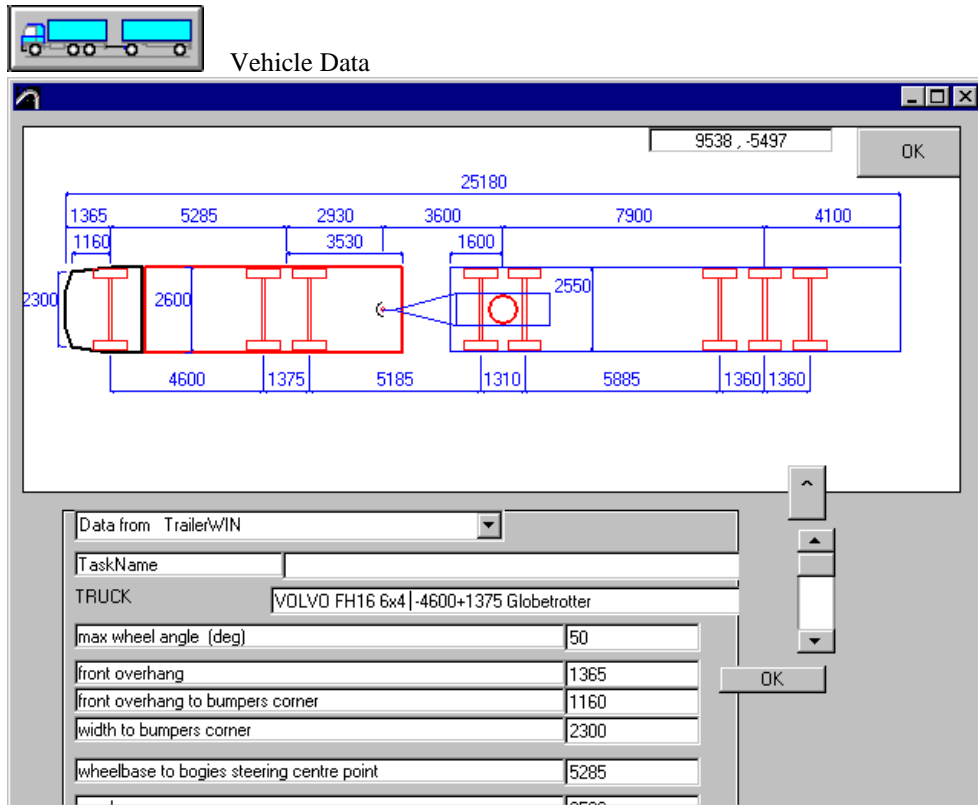 Vehicle Data
9538 , -5497
OK
25180
1365 5285 2930 3600 7900 4100
1160 3530 1600
2300 2600 2550
4600 1375 5185 1310 5885 1360 1360
^
Data from TrailerWIN
TaskName
TRUCK VOLVO FH16 6x4 -4600+1375 Globetrotter
max wheel angle (deg) 50
front overhang 1365
OK
front overhang to bumpers corner 1160
width to bumpers corner 2300
wheelbase to bogies steering centre point 5285